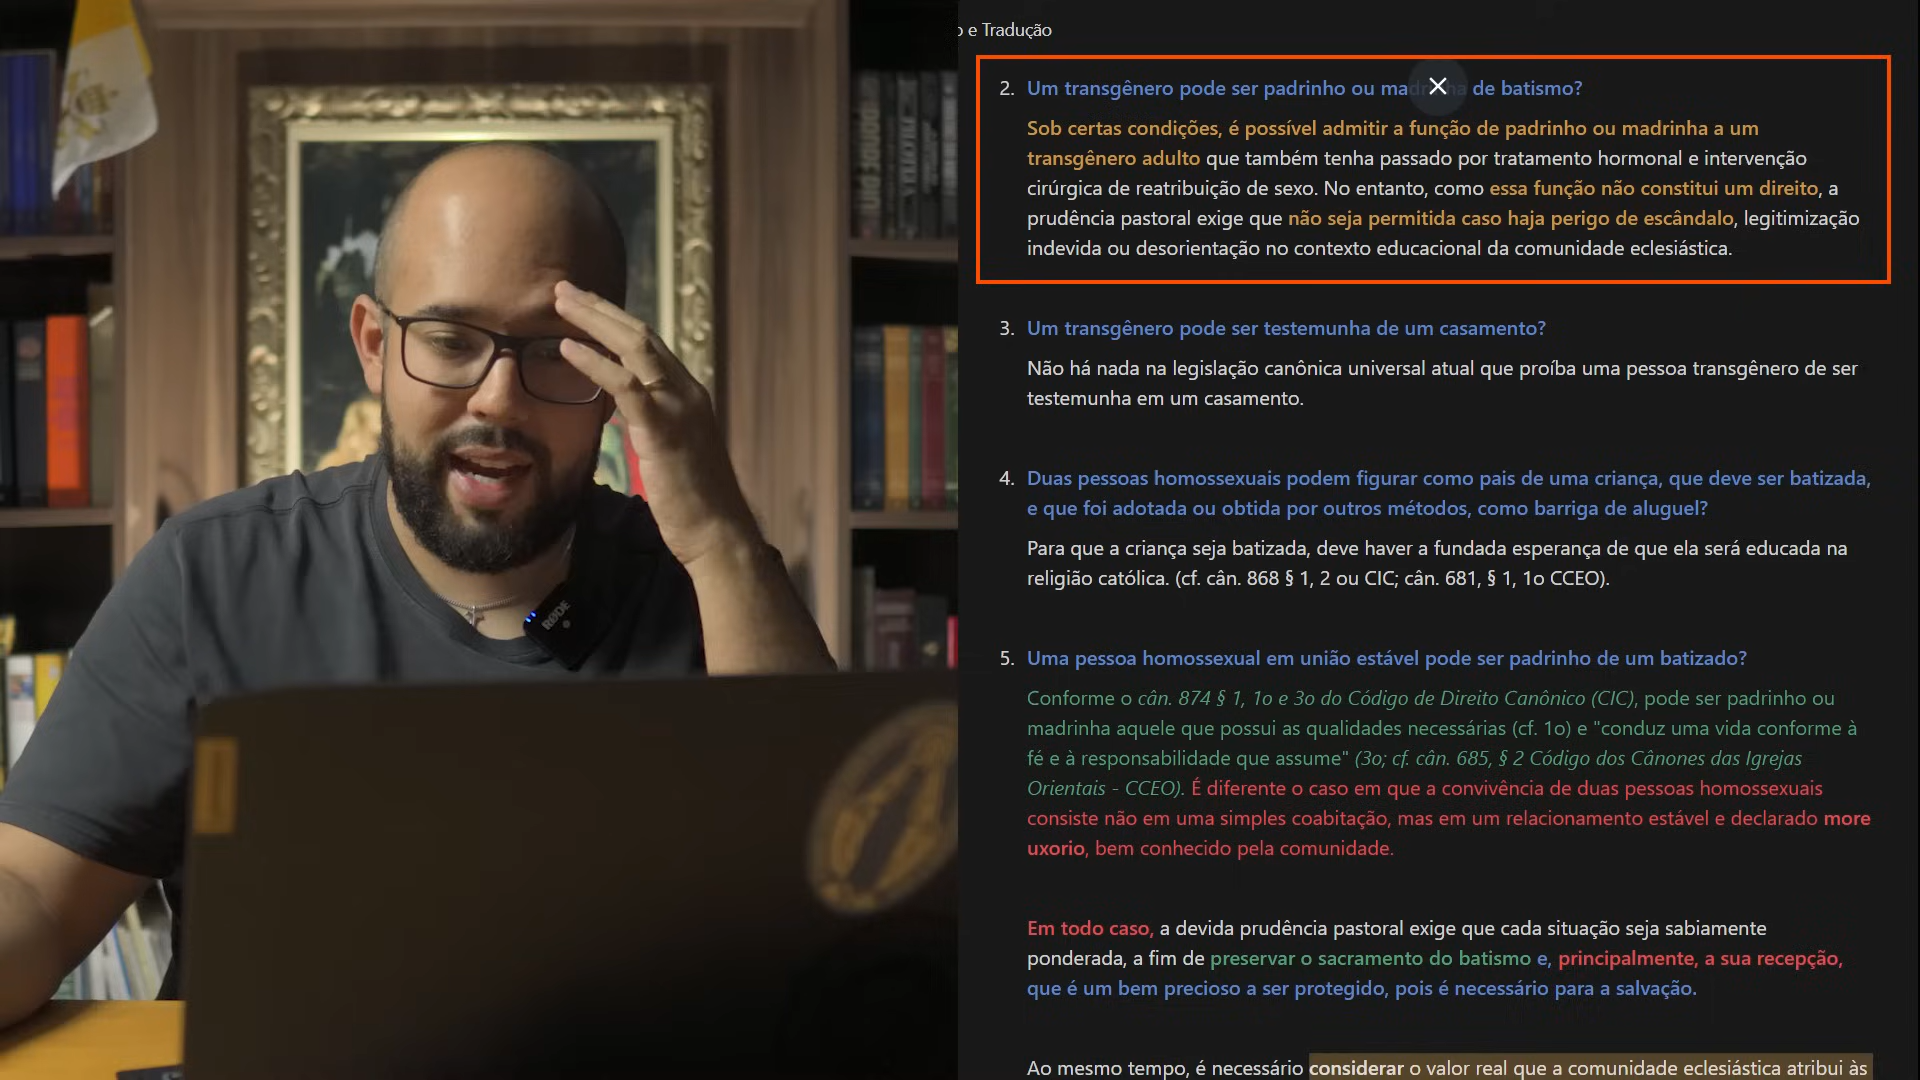 o e Tradução
2. Um transgênero pode ser padrinho ou madrinha de batismo?
Sob certas condições, é possível admitir a função de padrinho ou madrinha a um
transgênero adulto que também tenha passado por tratamento hormonal e intervenção
cirúrgica de reatribuição de sexo. No entanto, como essa função não constitui um direito, a
prudência pastoral exige que não seja permitida caso haja perigo de escândalo, legitimização
indevida ou desorientação no contexto educacional da comunidade eclesiástica.
3. Um transgênero pode ser testemunha de um casamento?
Não há nada na legislação canônica universal atual que proíba uma pessoa transgênero de ser
testemunha em um casamento.
4. Duas pessoas homossexuais podem figurar como pais de uma criança, que deve ser batizada,
e que foi adotada ou obtida por outros métodos, como barriga de aluguel?
Para que a criança seja batizada, deve haver a fundada esperança de que ela será educada na
religião católica. (cf. cân. 868 § 1, 2 ou CIC; cân. 681, § 1, 1o CCEO).
5. Uma pessoa homossexual em união estável pode ser padrinho de um batizado?
Conforme o cân. 874 § 1, 1o e 3o do Código de Direito Canônico (CIC), pode ser padrinho ou
madrinha aquele que possui as qualidades necessárias (cf. 1o) e "conduz uma vida conforme à
fé e à responsabilidade que assume" (3o; cf. cân. 685, § 2 Código dos Cânones das Igrejas
Orientais - CCEO). É diferente o caso em que a convivência de duas pessoas homossexuais
consiste não em uma simples coabitação, mas em um relacionamento estável e declarado more
uxorio, bem conhecido pela comunidade.
Em todo caso, a devida prudência pastoral exige que cada situação seja sabiamente
ponderada, a fim de preservar o sacramento do batismo e, principalmente, a sua recepção,
que é um bem precioso a ser protegido, pois é necessário para a salvação.
Ao mesmo tempo, é necessário considerar o valor real que a comunidade eclesiástica atribui às
RØDE